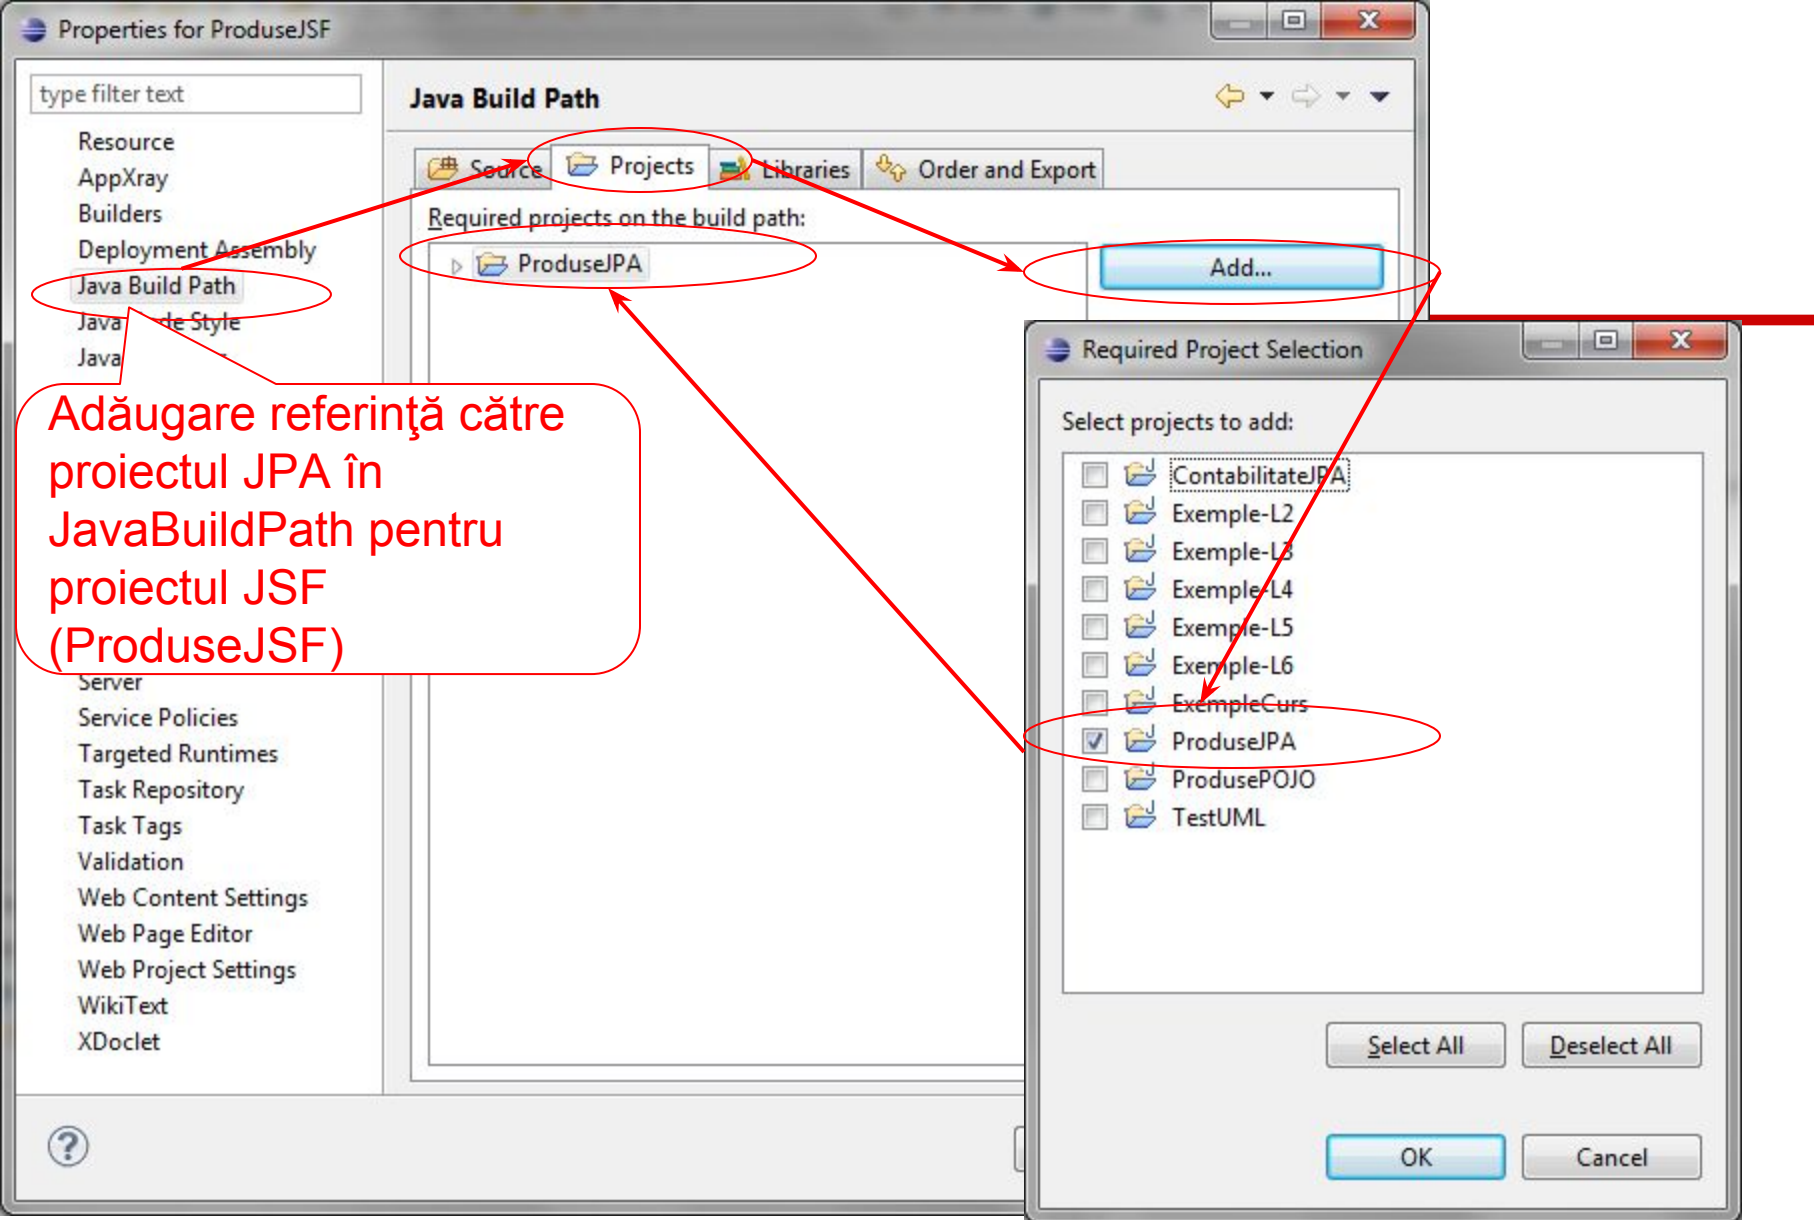 Properties for ProduseJSF
type filter text
Resource
AppXray
Builders
Deployment Assembly
Java Build Path
Java Code Style
Java
Adăugare referinţă către
proiectul JPA în
JavaBuildPath pentru
proiectul JSF
(ProduseJSF)
Server
Service Policies
Targeted Runtimes
Task Repository
Task Tags
Validation
Web Content Settings
Web Page Editor
Web Project Settings
WikiText
XDoclet
Java Build Path
Source Projects Libraries Order and Export
Required projects on the build path:
ProduseJPA
Add...
Required Project Selection
Select projects to add:
ContabilitateJPA
Exemple-L2
Exemple-L3
Exemple-L4
Exemple-L5
Exemple-L6
ExempleCurs
ProduseJPA
ProdusePOJO
TestUML
Select All Deselect All
OK Cancel